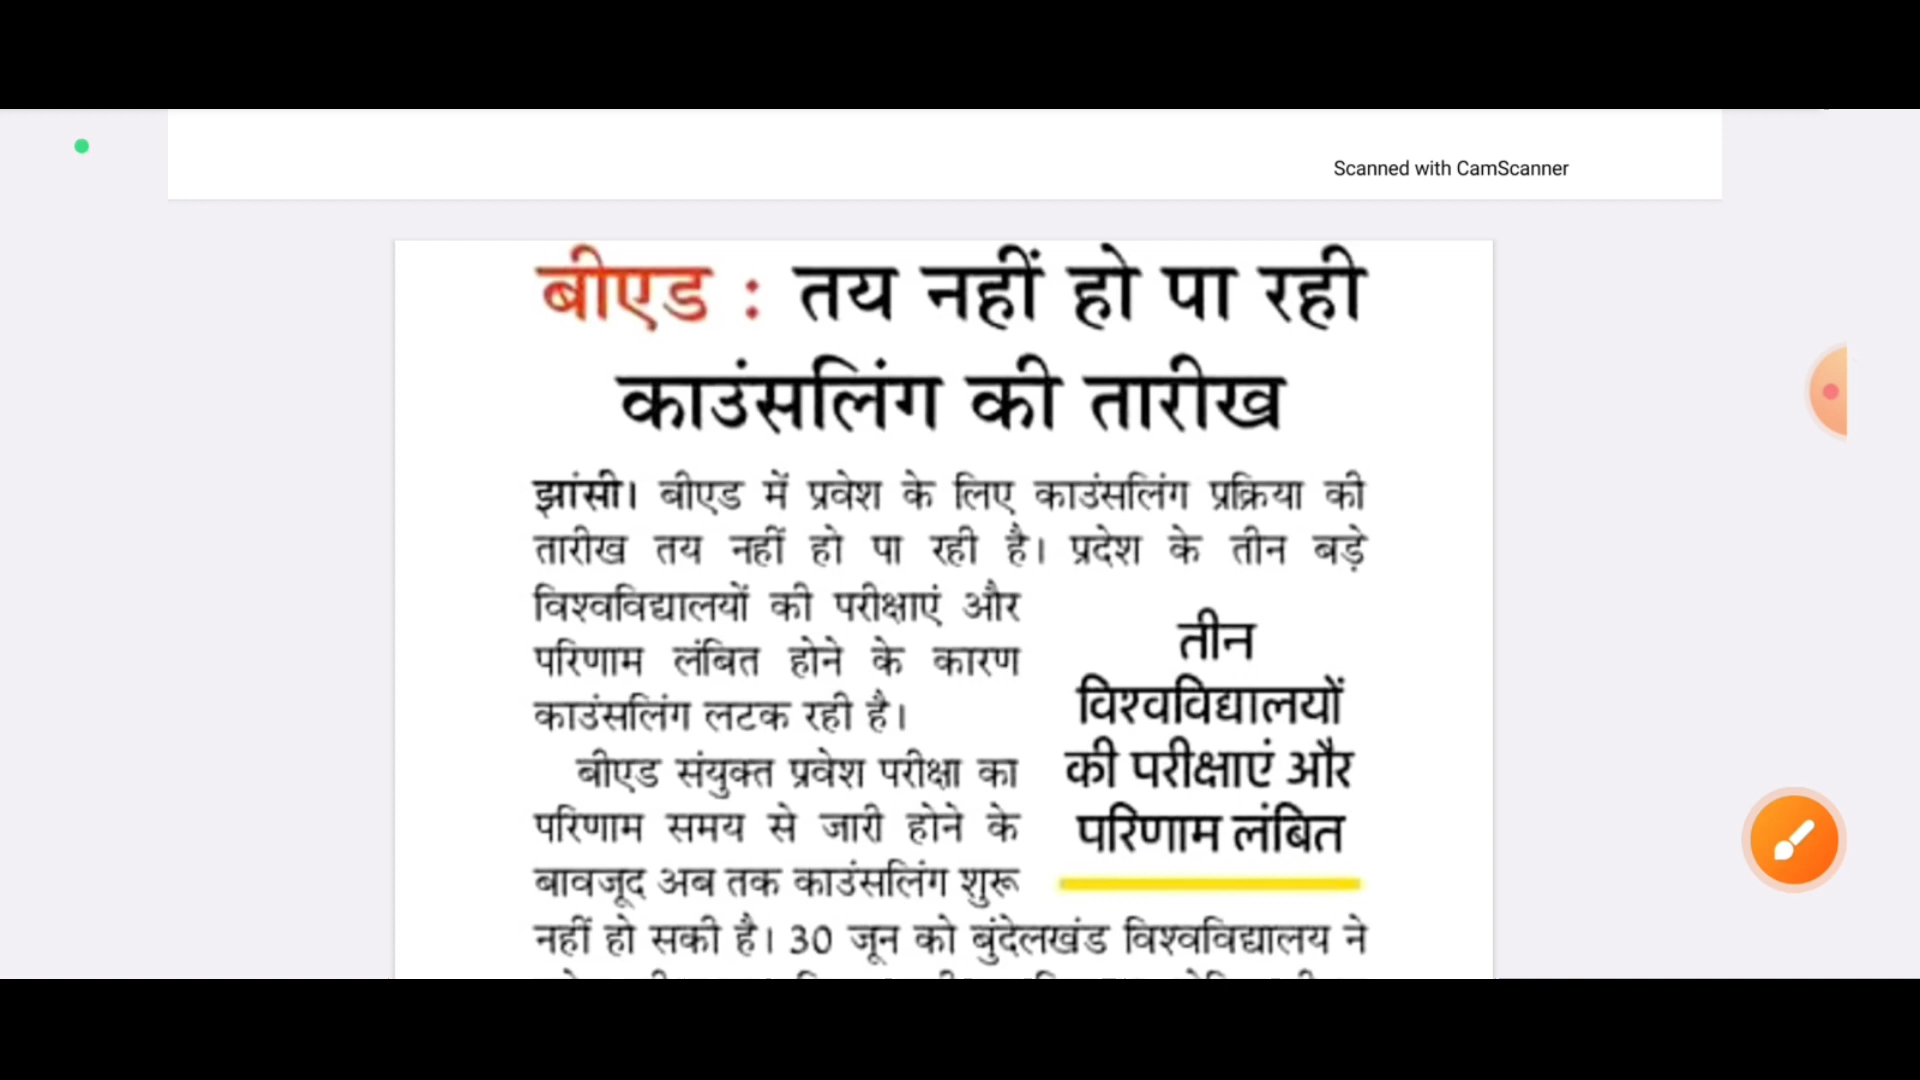 Scanned with CamScanner
बीएड : तय नहीं हो पा रही
काउंसलिंग की तारीख
झांसी। बीएड में प्रवेश के लिए काउंसलिंग प्रक्रिया की
तारीख तय नहीं हो पा रही है। प्रदेश के तीन बड़े
विश्वविद्यालयों की परीक्षाएं और
परिणाम लंबित होने के कारण
काउंसलिंग लटक रही है।
बीएड संयुक्त प्रवेश परीक्षा का
परिणाम समय से जारी होने के
बावजूद अब तक काउंसलिंग शुरू
तीन
विश्वविद्यालयों
की परीक्षाएं और
परिणाम लंबित
नहीं हो सकी है। 30 जून को बुंदेलखंड विश्वविद्यालय ने